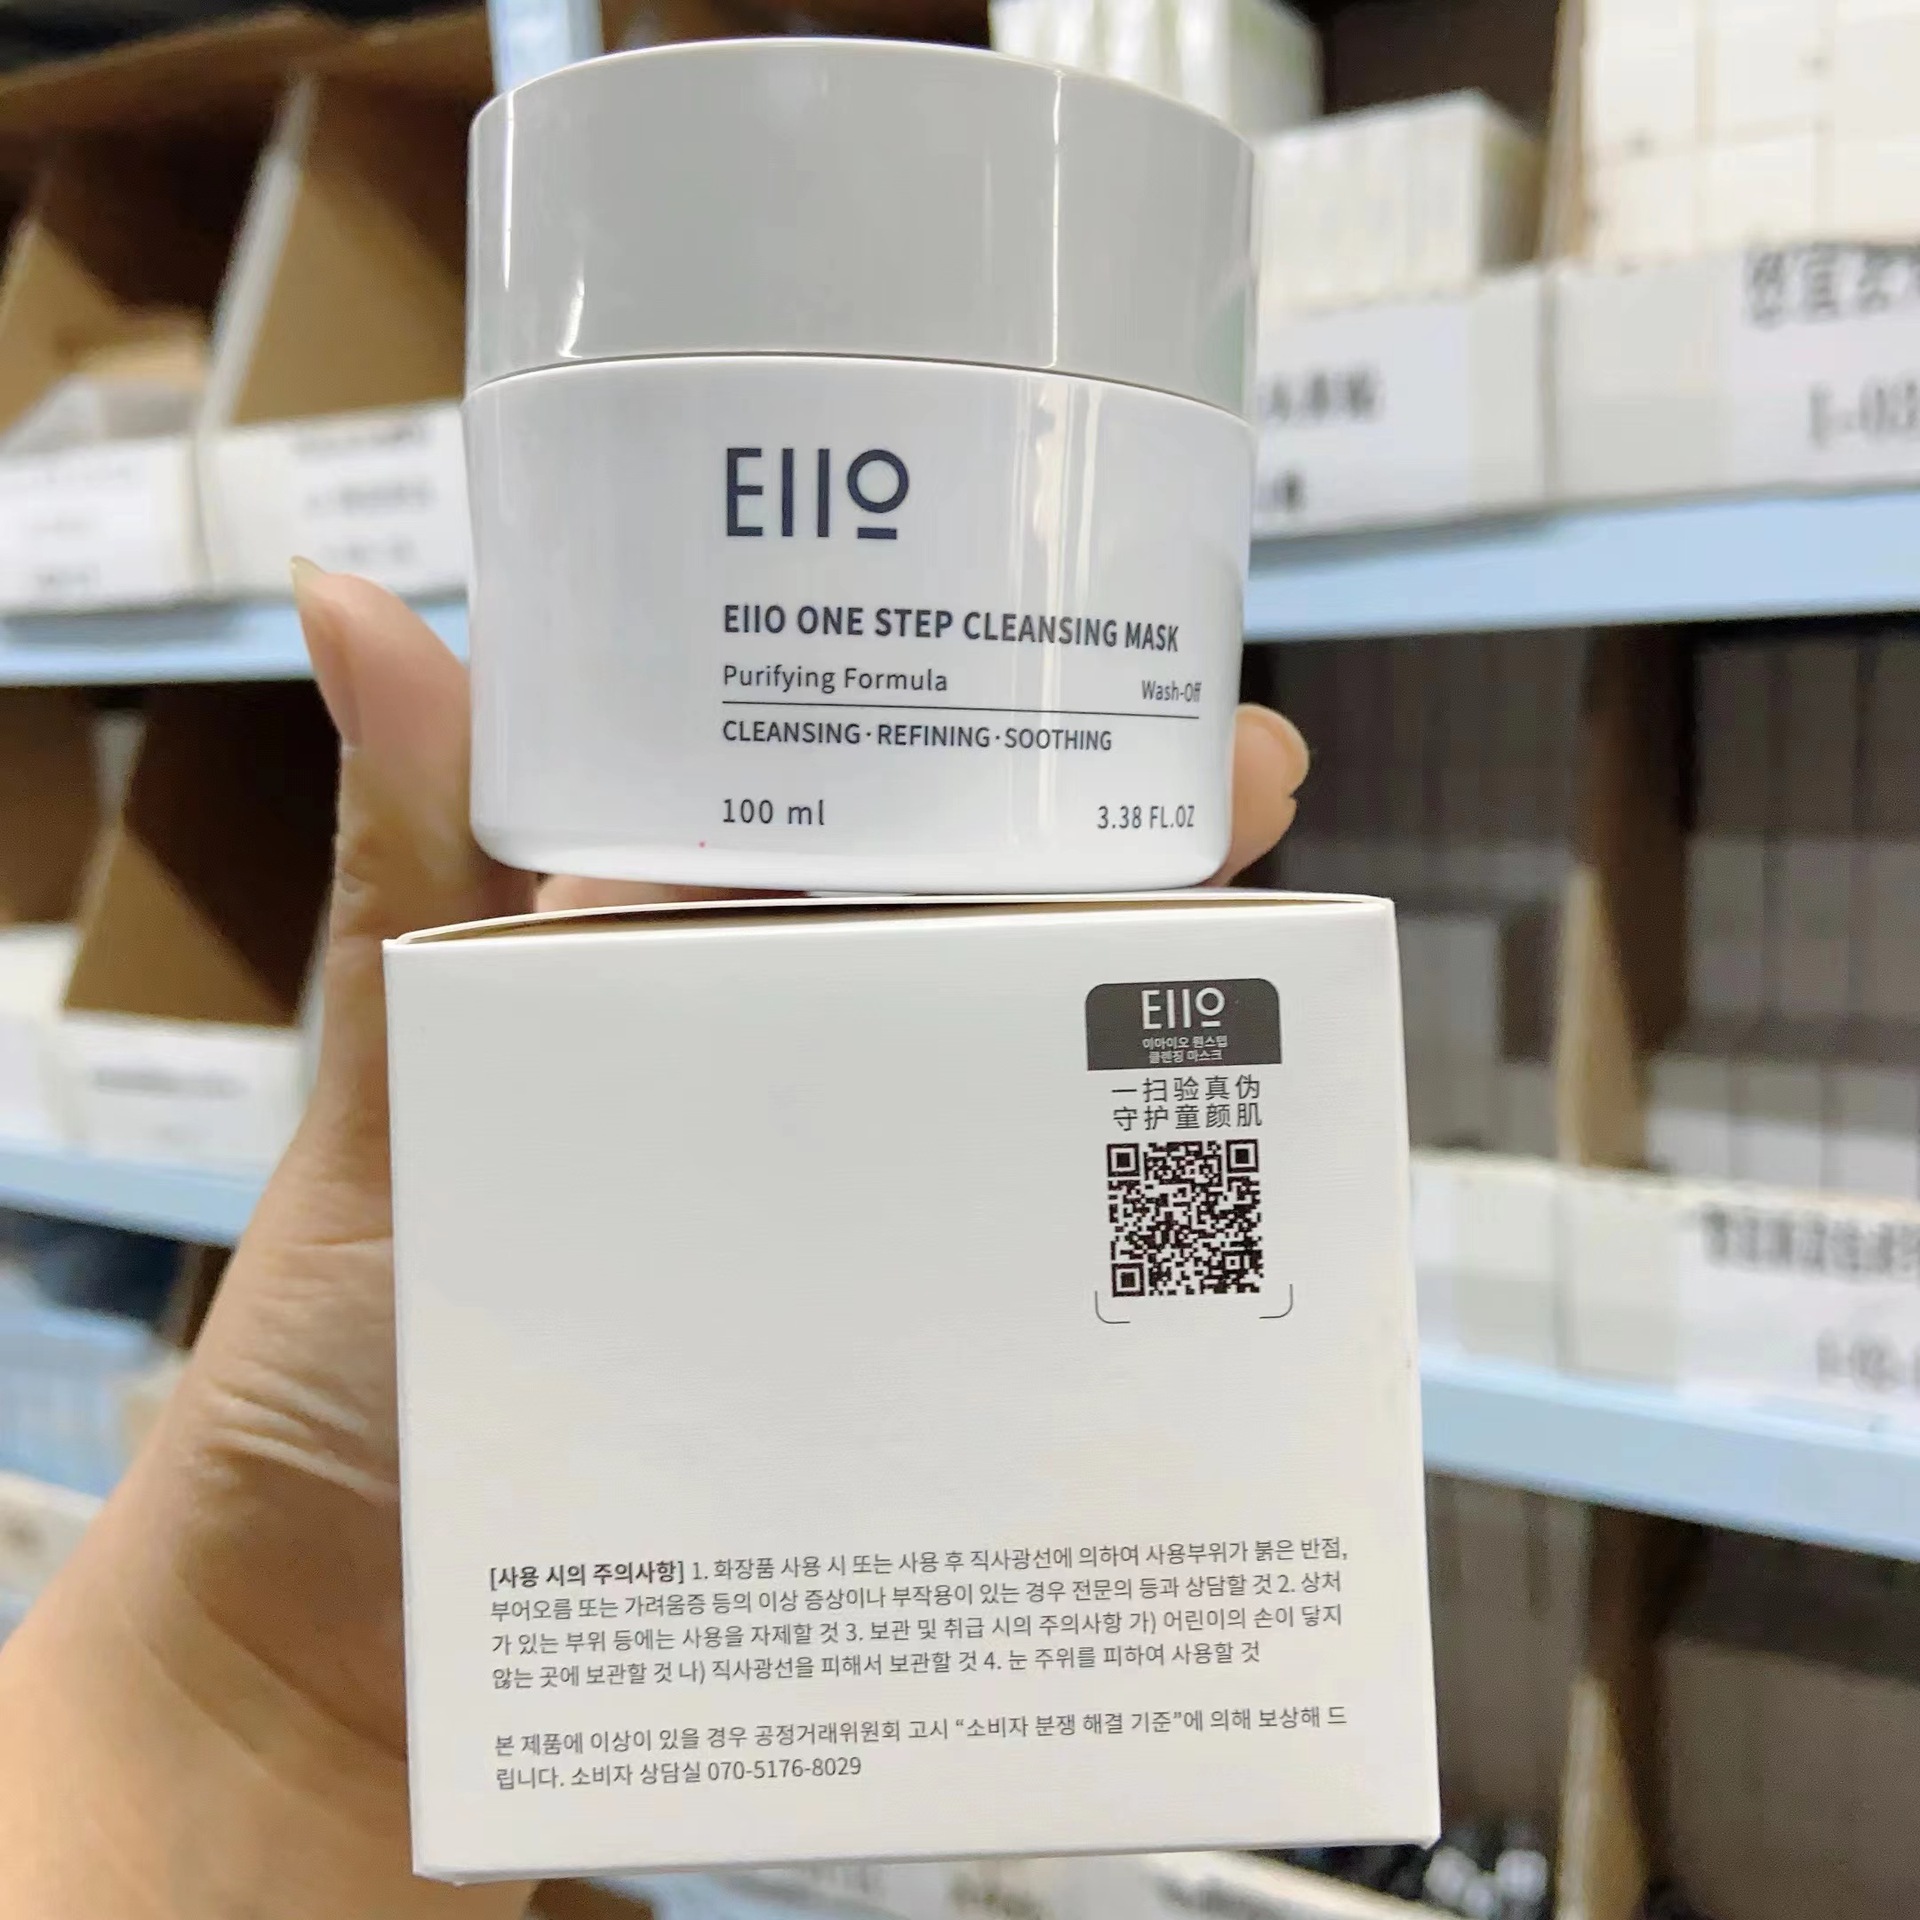 EIIO
EIIO ONE STEP CLEANSING MASK
Purifying Formula
Wash-Off
CLEANSING·REFINING·SOOTHING
100 ml
3.38 FL.OZ
EIIO
이아이오 원스텝
클렌징 마스크
一扫验真伪
守护童颜肌
[사용 시의 주의사항] 1. 화장품 사용 시 또는 사용 후 직사광선에 의하여 사용부위가 붉은 반점,
부어오름 또는 가려움증 등의 이상 증상이나 부작용이 있는 경우 전문의 등과 상담할 것 2. 상처
가 있는 부위 등에는 사용을 자제할 것 3. 보관 및 취급 시의 주의사항 가) 어린이의 손이 닿지
않는 곳에 보관할 것 나) 직사광선을 피해서 보관할 것 4. 눈 주위를 피하여 사용할 것
본 제품에 이상이 있을 경우 공정거래위원회 고시 “소비자 분쟁 해결 기준”에 의해 보상해 드
립니다. 소비자 상담실 070-5176-8029